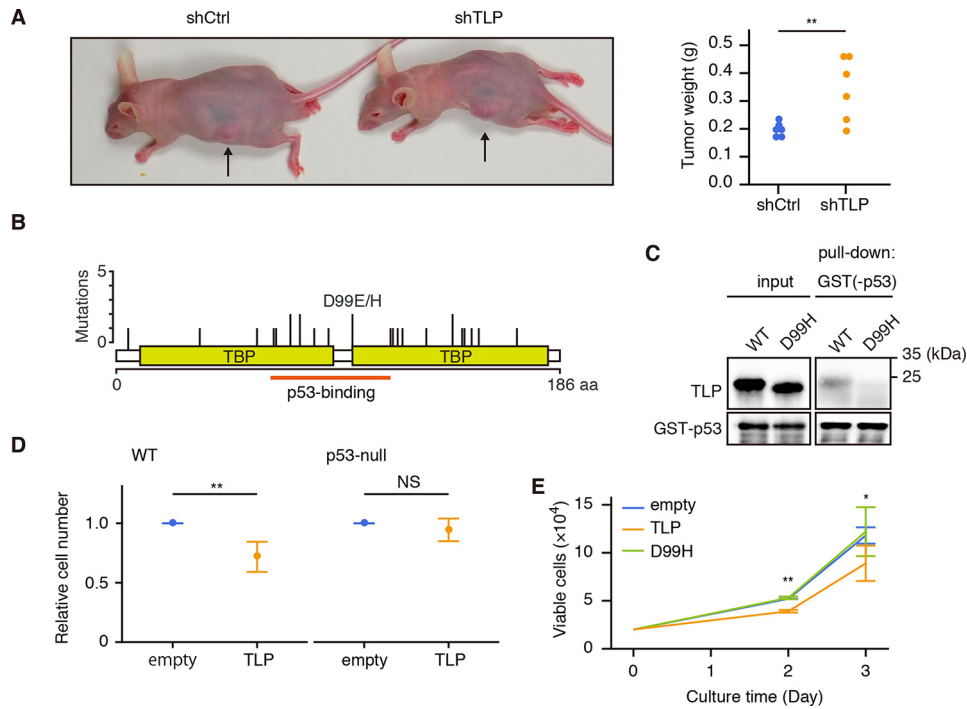 A
shCtrl
shTLP
**
Tumor weight (g)
0.5
0.4
0.3
0.2
0.1
0.0
shCtrl
shTLP
B
Mutations
5
0
D99E/H
TBP
TBP
0
186 aa
p53-binding
C
pull-down:
input
GST(-p53)
WT
D99H
WT
D99H
35 (kDa)
25
TLP
GST-p53
D
WT
p53-null
**
NS
Relative cell number
1.0
0.5
0
empty
TLP
empty
TLP
E
empty
TLP
D99H
*
**
Viable cells (×10⁴)
15
10
5
0
0
1
2
3
Culture time (Day)